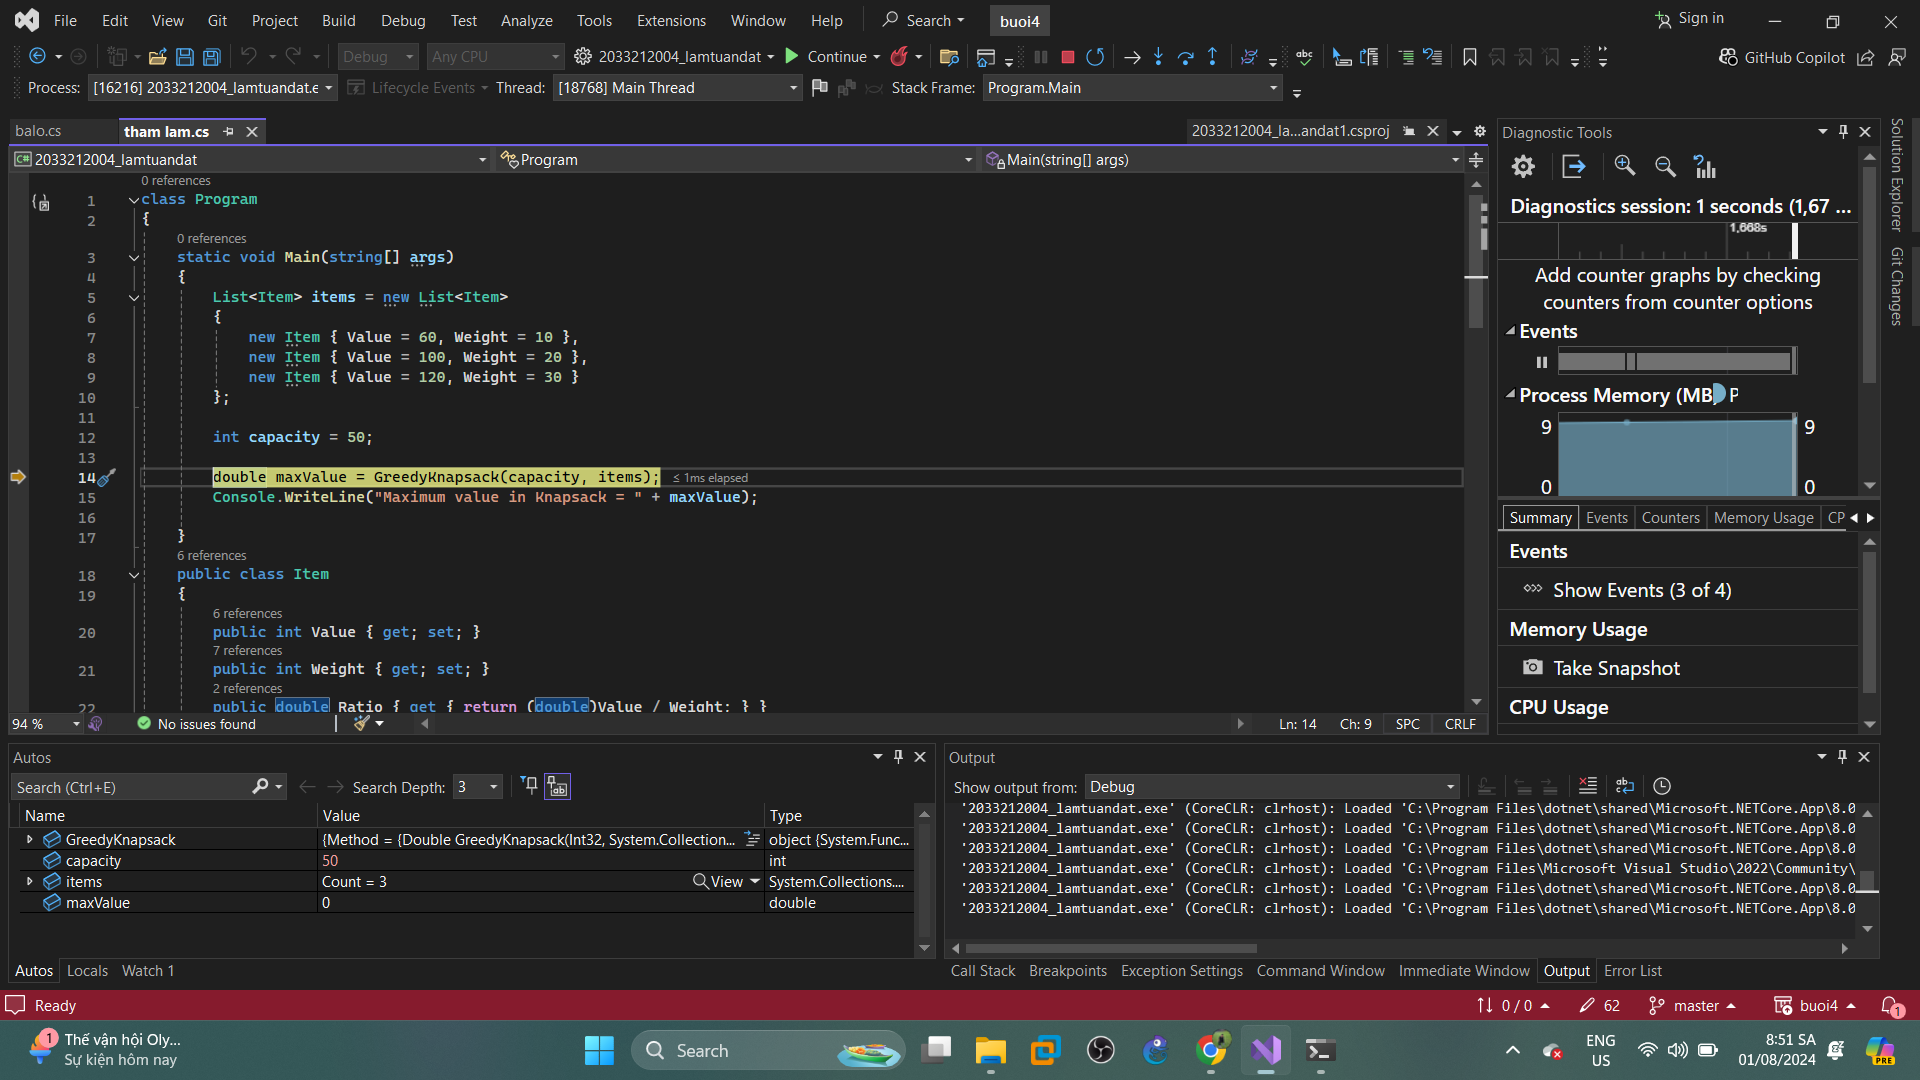 File Edit View Git Project Build Debug Test Analyze Tools Extensions Window Help Search buoi4 Sign in
Debug Any CPU 2033212004_lamtuandat Continue GitHub Copilot
Process: [16216] 2033212004_lamtuandat.e Lifecycle Events Thread: [18768] Main Thread Stack Frame: Program.Main
balo.cs tham lam.cs 2033212004_la...andat1.csproj
2033212004_lamtuandat Program Main(string[] args)
0 references
1 class Program
2 {
0 references
3 static void Main(string[] args)
4 {
5 List<Item> items = new List<Item>
6 {
7 new Item { Value = 60, Weight = 10 },
8 new Item { Value = 100, Weight = 20 },
9 new Item { Value = 120, Weight = 30 }
10 };
11
12 int capacity = 50;
13
14 double maxValue = GreedyKnapsack(capacity, items); ≤ 1ms elapsed
15 Console.WriteLine("Maximum value in Knapsack = " + maxValue);
16
17 }
6 references
18 public class Item
19 {
6 references
20 public int Value { get; set; }
7 references
21 public int Weight { get; set; }
2 references
22 public double Ratio { get { return (double)Value / Weight; } }
94 % No issues found Ln: 14 Ch: 9 SPC CRLF
Diagnostic Tools
Diagnostics session: 1 seconds (1,67 ...
1,668s
Add counter graphs by checking
counters from counter options
Events
Process Memory (MB) P
9 9
0 0
Summary Events Counters Memory Usage CP
Events
Show Events (3 of 4)
Memory Usage
Take Snapshot
CPU Usage
Solution Explorer
Git Changes
Autos
Search (Ctrl+E) Search Depth: 3
Name Value Type
GreedyKnapsack {Method = {Double GreedyKnapsack(Int32, System.Collection... object {System.Func...
capacity 50 int
items Count = 3 View System.Collections....
maxValue 0 double
Autos Locals Watch 1
Output
Show output from: Debug
'2033212004_lamtuandat.exe' (CoreCLR: clrhost): Loaded 'C:\Program Files\dotnet\shared\Microsoft.NETCore.App\8.0
'2033212004_lamtuandat.exe' (CoreCLR: clrhost): Loaded 'C:\Program Files\dotnet\shared\Microsoft.NETCore.App\8.0
'2033212004_lamtuandat.exe' (CoreCLR: clrhost): Loaded 'C:\Program Files\dotnet\shared\Microsoft.NETCore.App\8.0
'2033212004_lamtuandat.exe' (CoreCLR: clrhost): Loaded 'C:\Program Files\Microsoft Visual Studio\2022\Community\
'2033212004_lamtuandat.exe' (CoreCLR: clrhost): Loaded 'C:\Program Files\dotnet\shared\Microsoft.NETCore.App\8.0
'2033212004_lamtuandat.exe' (CoreCLR: clrhost): Loaded 'C:\Program Files\dotnet\shared\Microsoft.NETCore.App\8.0
Call Stack Breakpoints Exception Settings Command Window Immediate Window Output Error List
Ready 0 / 0 62 master buoi4 1
1 Thế vận hội Oly...
Sự kiện hôm nay
Search
ENG
US
8:51 SA
01/08/2024
PRE